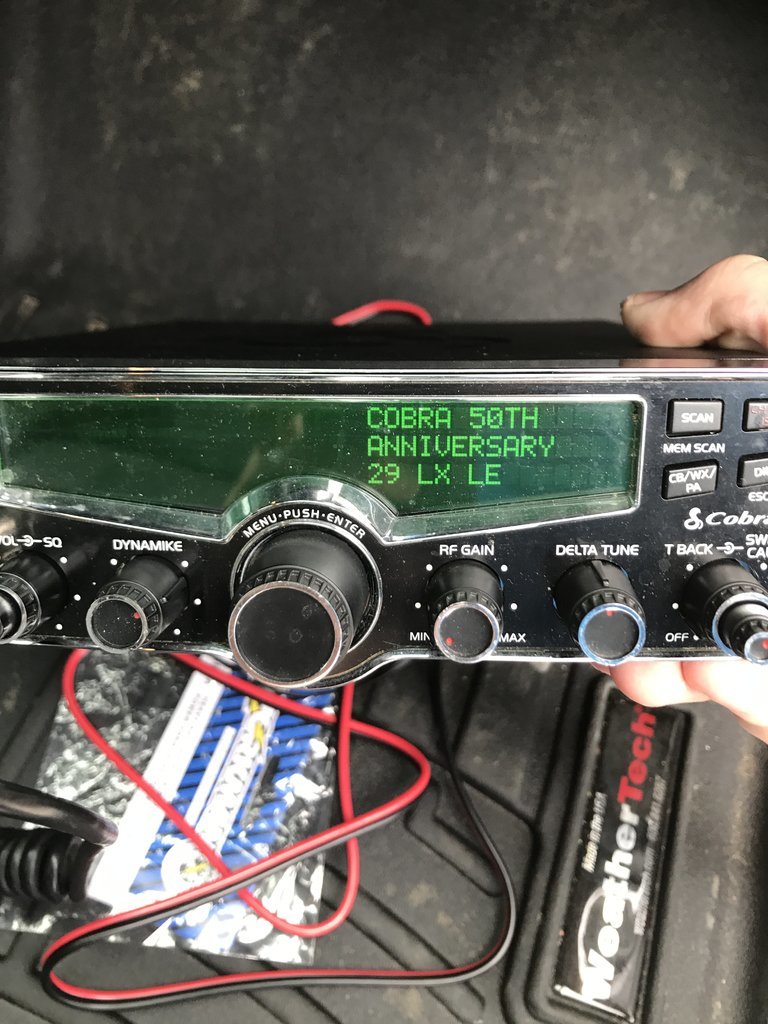 COBRA 50TH
ANNIVERSARY
29 LX LE
SCAN
MEM SCAN
CB/WX/
PA
Cobra
MENU•PUSH•ENTER
SQ
DYNAMIKE
RF GAIN
MIN
MAX
DELTA TUNE
T BACK
OFF
WeatherTech